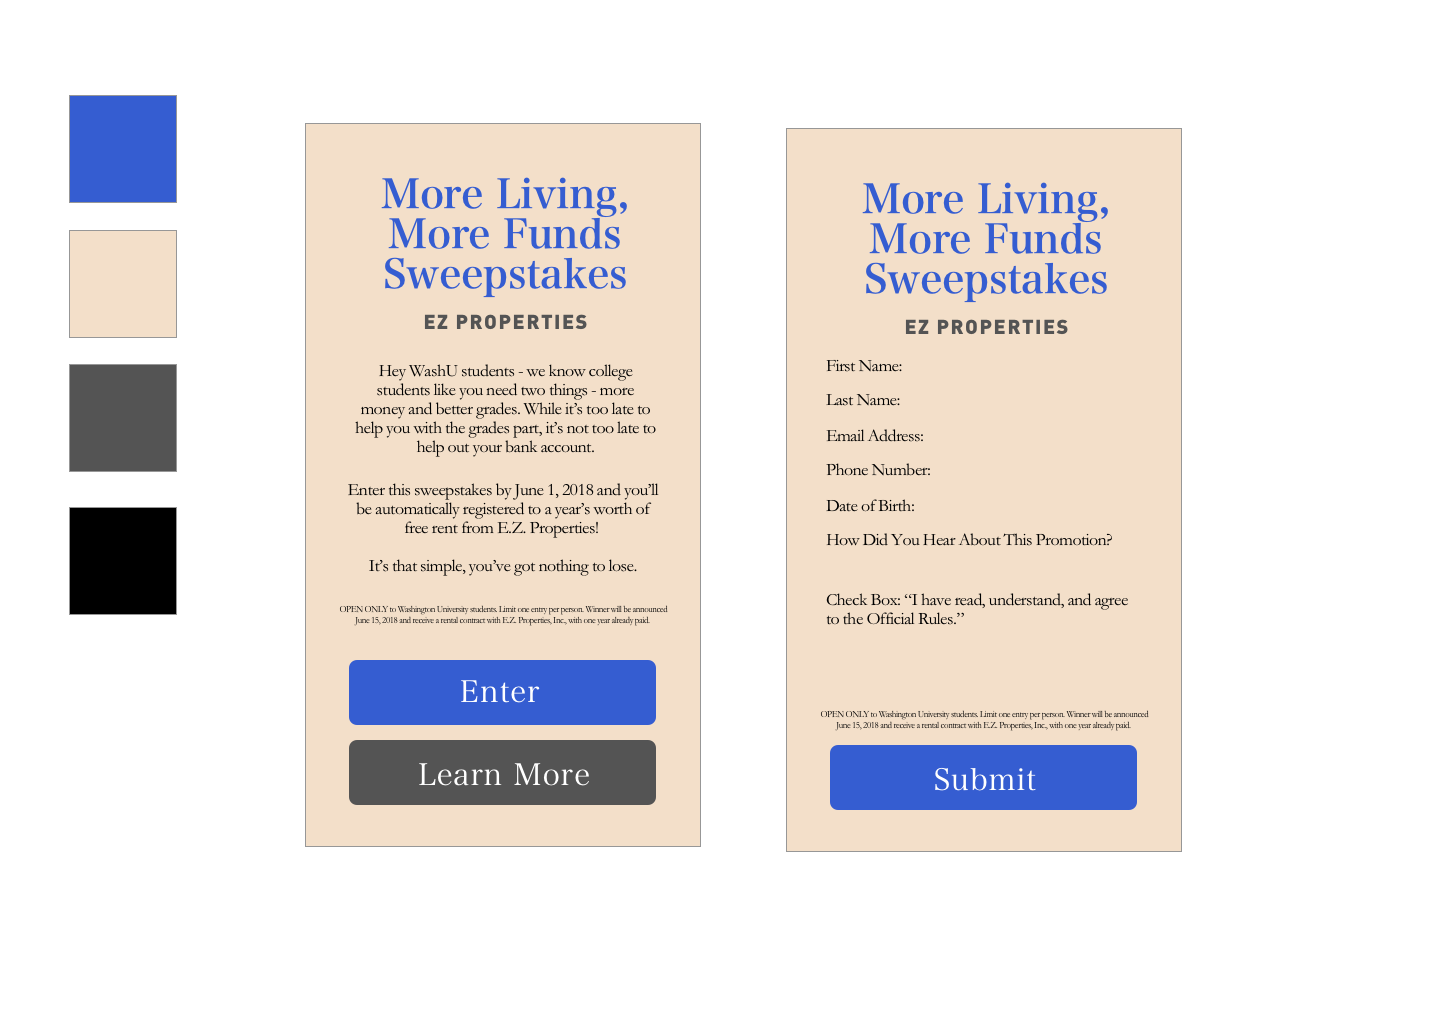 More Living,
More Funds
Sweepstakes
EZ PROPERTIES
Hey WashU students - we know college
students like you need two things - more
money and better grades. While it’s too late to
help you with the grades part, it’s not too late to
help out your bank account.
Enter this sweepstakes by June 1, 2018 and you’ll
be automatically registered to a year’s worth of
free rent from E.Z. Properties!
It’s that simple, you’ve got nothing to lose.
OPEN ONLY to Washington University students. Limit one entry per person. Winner will be announced
June 15, 2018 and receive a rental contract with E.Z. Properties, Inc., with one year already paid.
Enter
Learn More
More Living,
More Funds
Sweepstakes
EZ PROPERTIES
First Name:
Last Name:
Email Address:
Phone Number:
Date of Birth:
How Did You Hear About This Promotion?
Check Box: “I have read, understand, and agree
to the Official Rules.”
OPEN ONLY to Washington University students. Limit one entry per person. Winner will be announced
June 15, 2018 and receive a rental contract with E.Z. Properties, Inc., with one year already paid.
Submit